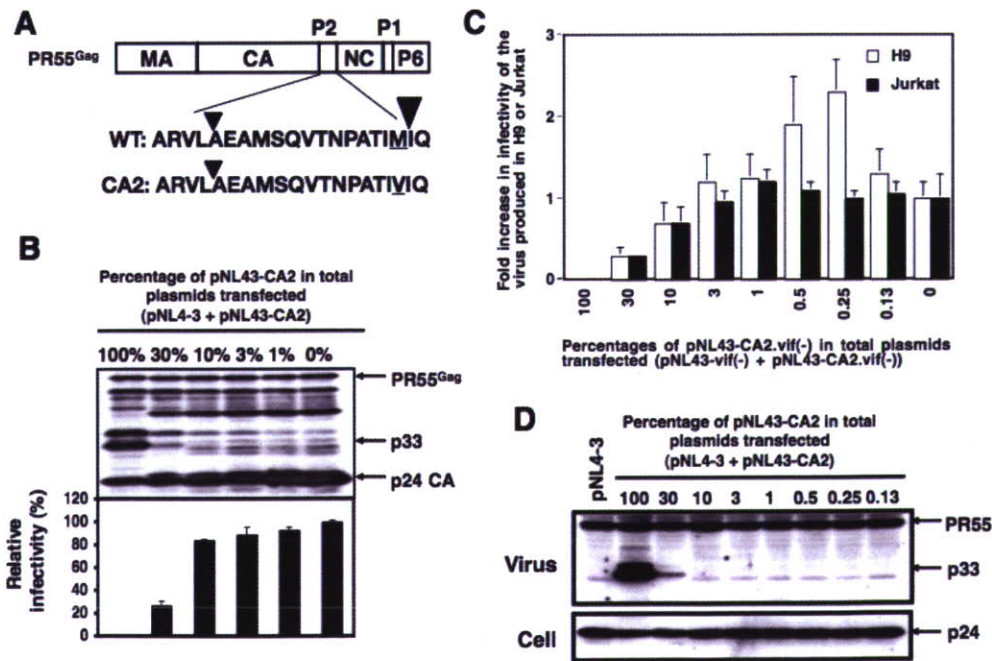 A
P2 P1
PR55Gag MA CA NC P6
WT: ARVLAEAMSQVTNPATIMIQ
CA2: ARVLAEAMSQVTNPATIVIQ
B
Percentage of pNL43-CA2 in total
plasmids transfected
(pNL4-3 + pNL43-CA2)
100% 30% 10% 3% 1% 0%
PR55Gag
p33
p24 CA
Relative
infectivity (%)
120
100
80
60
40
20
0
C
Fold increase in infectivity of the
virus produced in H9 or Jurkat
3
2
1
0
H9
Jurkat
100 30 10 3 1 0.5 0.25 0.13 0
Percentages of pNL43-CA2.vif(-) in total plasmids
transfected (pNL43-vif(-) + pNL43-CA2.vif(-))
D
Percentage of pNL43-CA2 in total
plasmids transfected
(pNL4-3 + pNL43-CA2)
pNL4-3
100 30 10 3 1 0.5 0.25 0.13
Virus
PR55
p33
Cell
p24